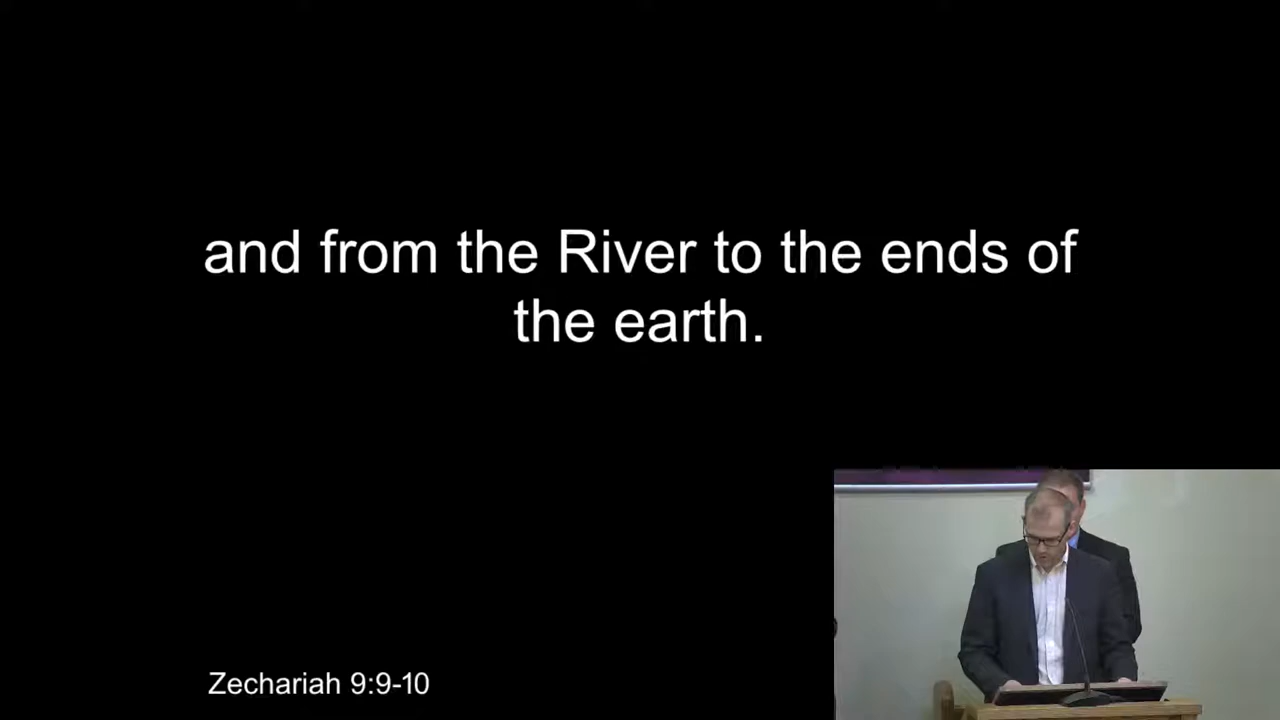 and from the River to the ends of
the earth.
Zechariah 9:9-10